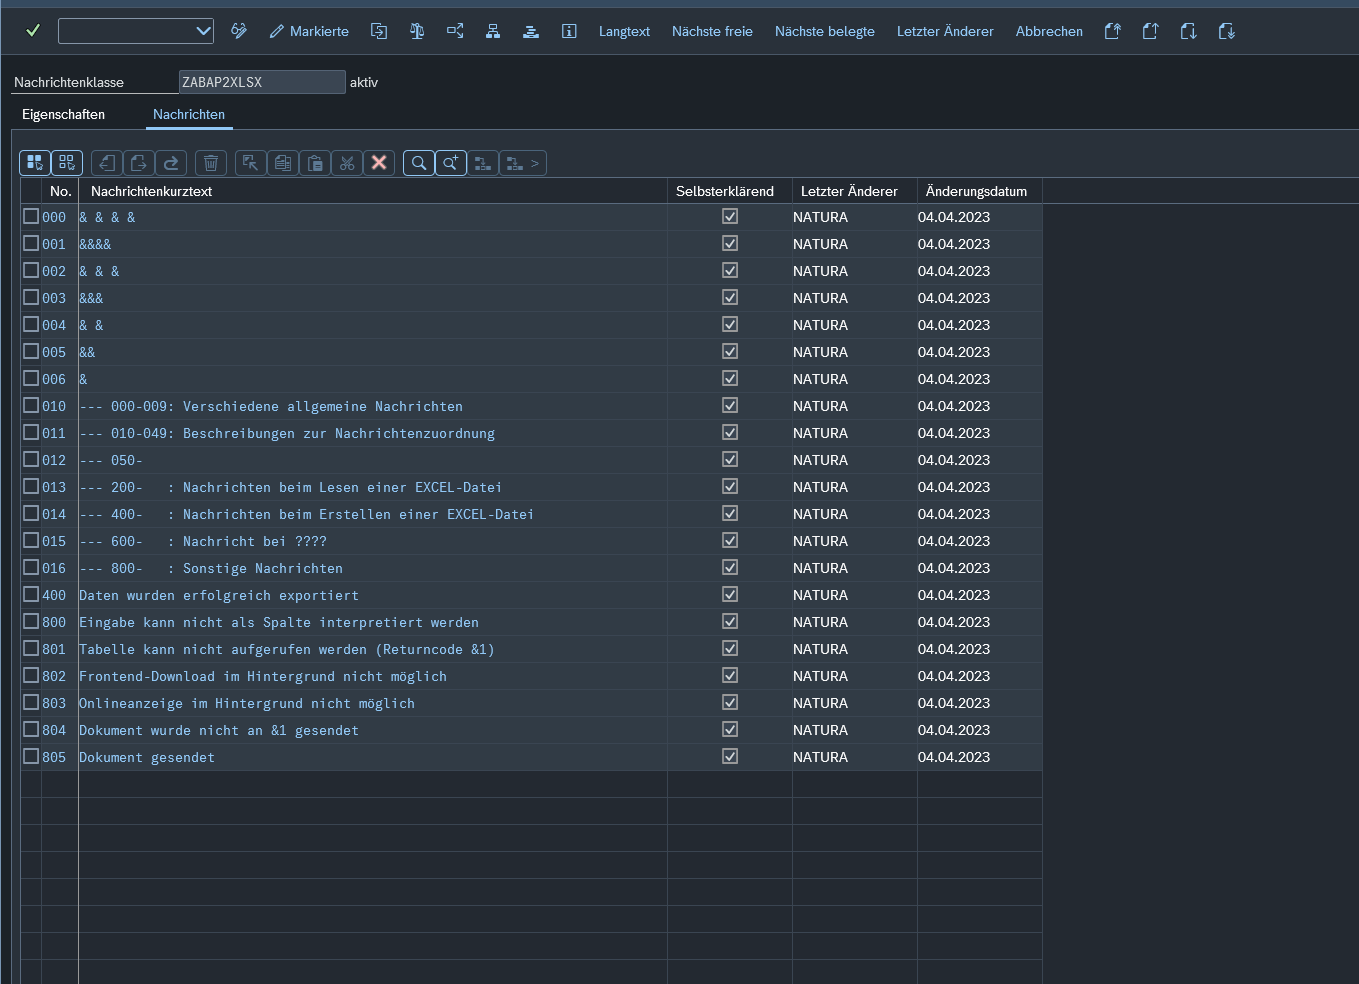 Markierte Langtext Nächste freie Nächste belegte Letzter Änderer Abbrechen
Nachrichtenklasse ZABAP2XLSX aktiv
Eigenschaften Nachrichten
No. Nachrichtenkurztext Selbsterklärend Letzter Änderer Änderungsdatum
000 & & & & NATURA 04.04.2023
001 &&&& NATURA 04.04.2023
002 & & & NATURA 04.04.2023
003 &&& NATURA 04.04.2023
004 & & NATURA 04.04.2023
005 && NATURA 04.04.2023
006 & NATURA 04.04.2023
010 --- 000-009: Verschiedene allgemeine Nachrichten NATURA 04.04.2023
011 --- 010-049: Beschreibungen zur Nachrichtenzuordnung NATURA 04.04.2023
012 --- 050- NATURA 04.04.2023
013 --- 200-   : Nachrichten beim Lesen einer EXCEL-Datei NATURA 04.04.2023
014 --- 400-   : Nachrichten beim Erstellen einer EXCEL-Datei NATURA 04.04.2023
015 --- 600-   : Nachricht bei ???? NATURA 04.04.2023
016 --- 800-   : Sonstige Nachrichten NATURA 04.04.2023
400 Daten wurden erfolgreich exportiert NATURA 04.04.2023
800 Eingabe kann nicht als Spalte interpretiert werden NATURA 04.04.2023
801 Tabelle kann nicht aufgerufen werden (Returncode &1) NATURA 04.04.2023
802 Frontend-Download im Hintergrund nicht möglich NATURA 04.04.2023
803 Onlineanzeige im Hintergrund nicht möglich NATURA 04.04.2023
804 Dokument wurde nicht an &1 gesendet NATURA 04.04.2023
805 Dokument gesendet NATURA 04.04.2023